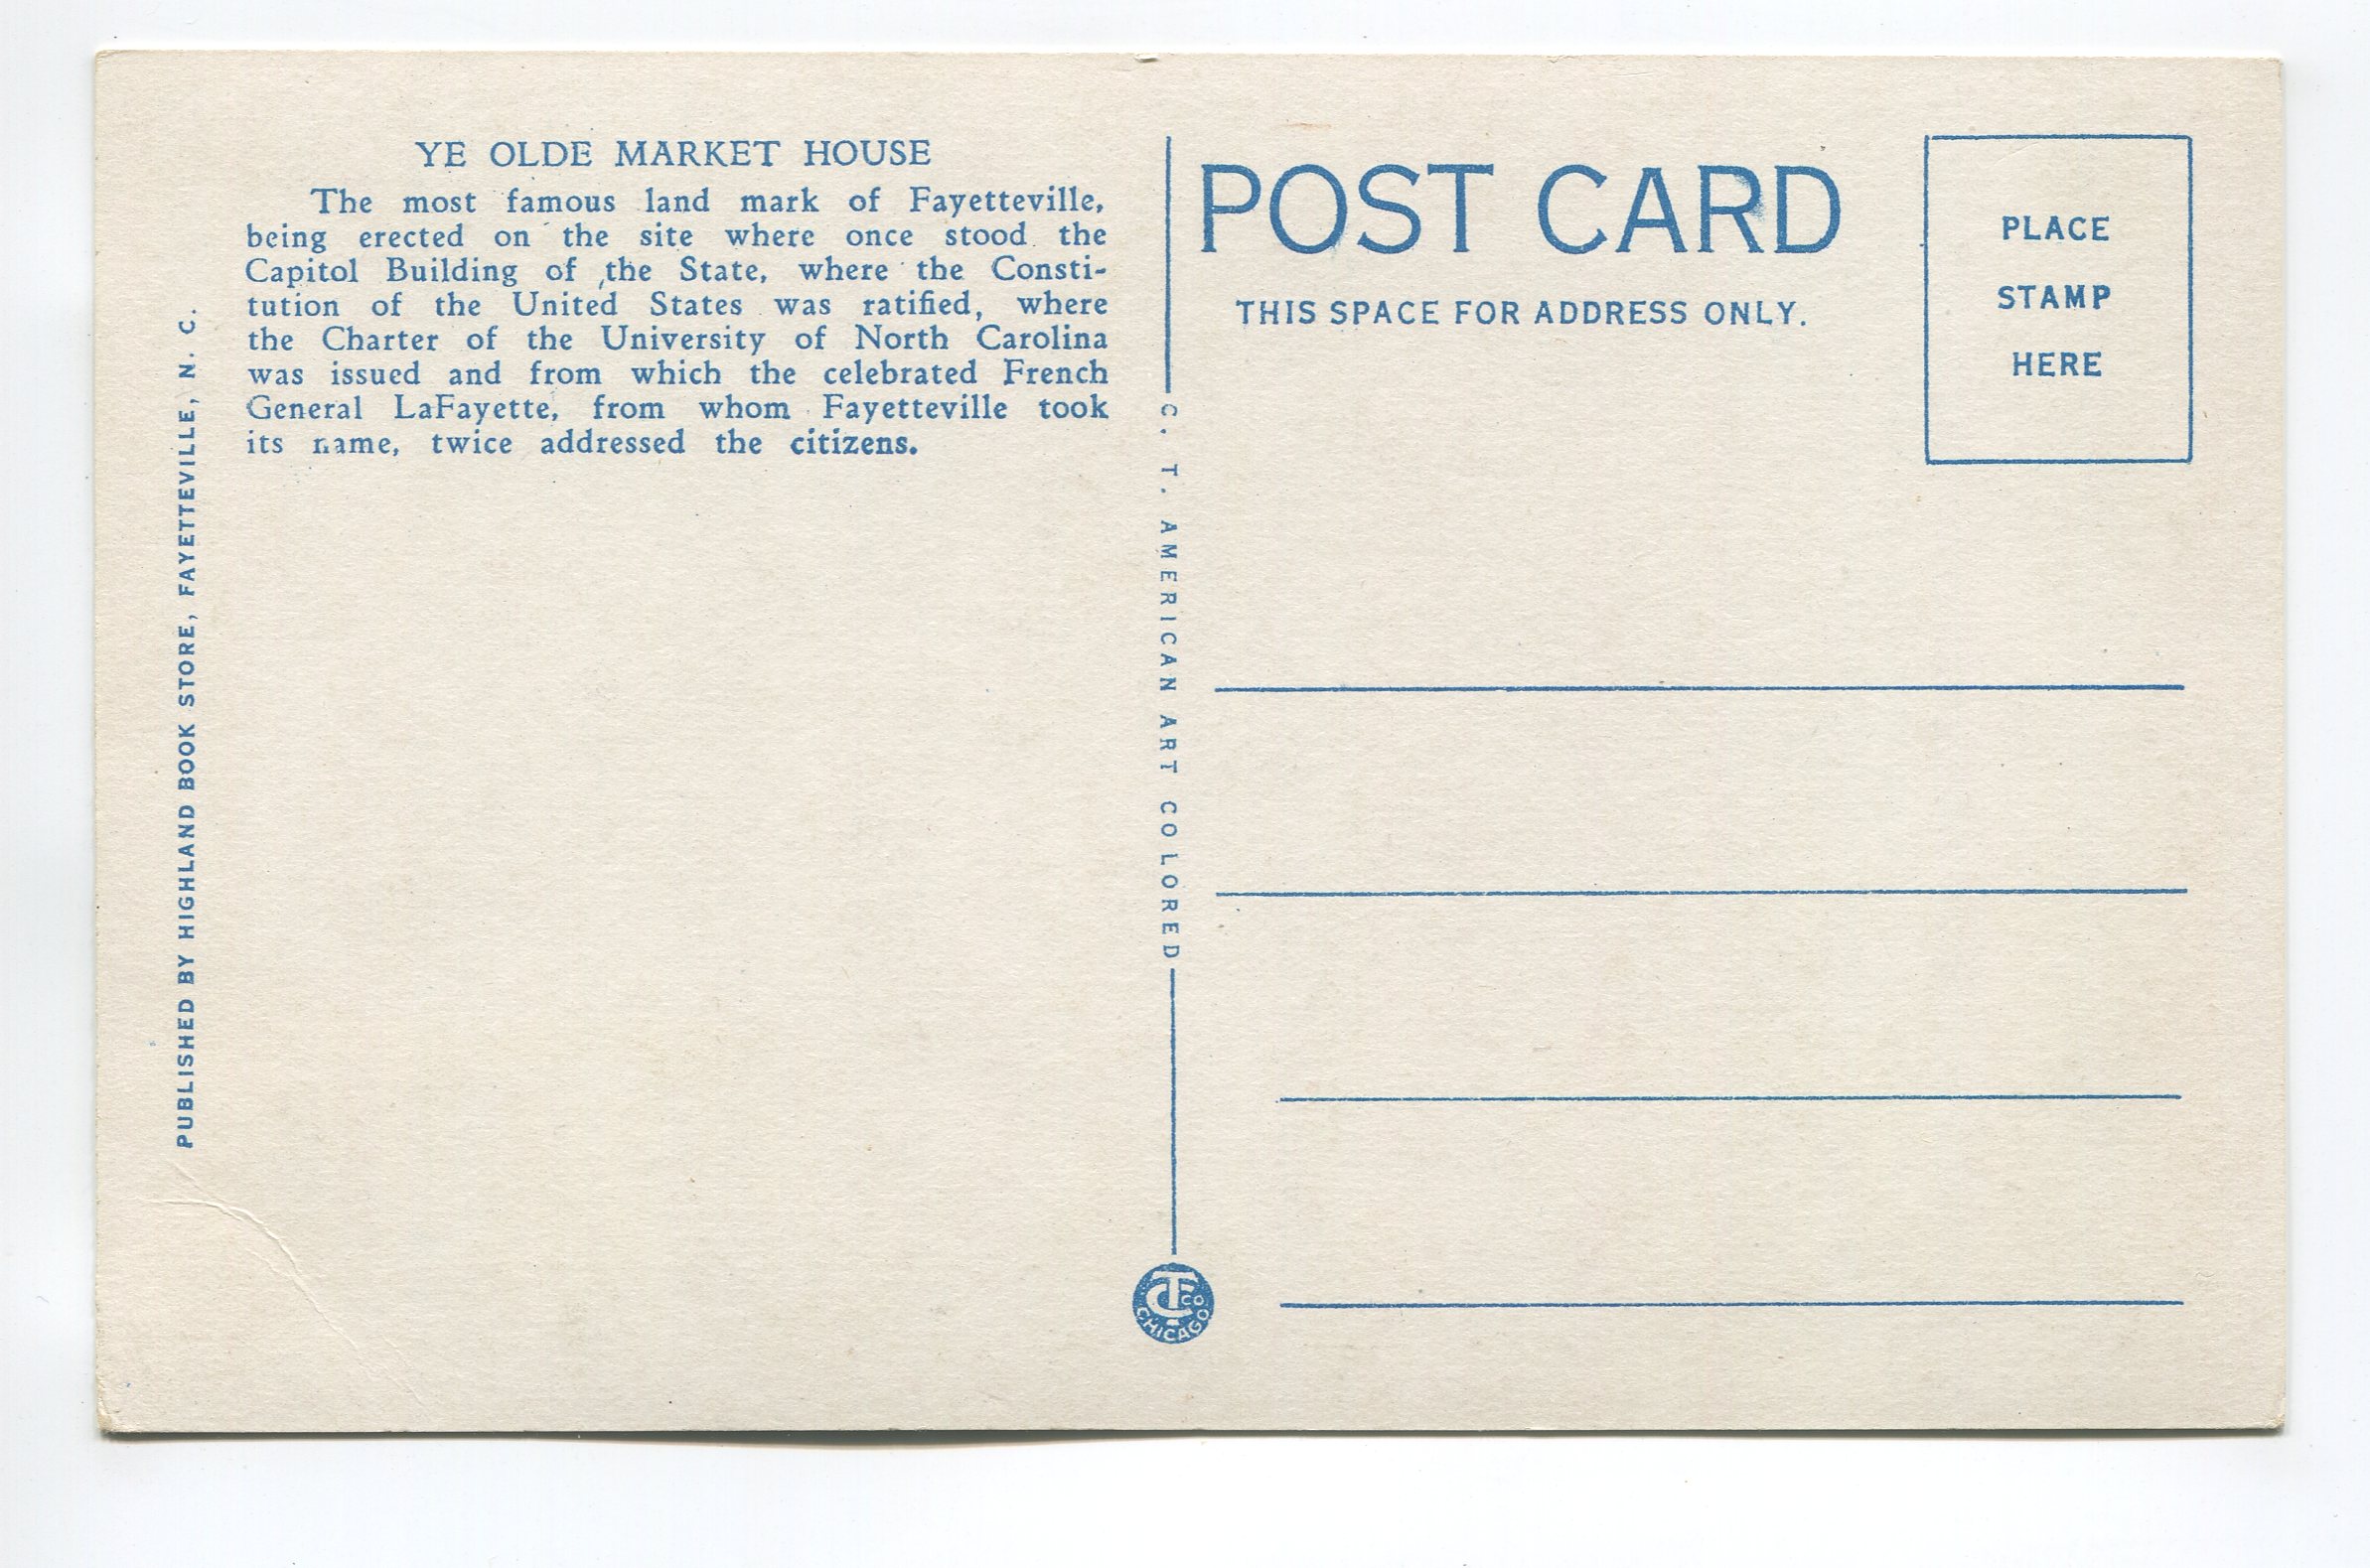 YE OLDE MARKET HOUSE
The most famous land mark of Fayetteville,
being erected on the site where once stood the
Capitol Building of the State, where the Consti-
tution of the United States was ratified, where
the Charter of the University of North Carolina
was issued and from which the celebrated French
General LaFayette, from whom Fayetteville took
its name, twice addressed the citizens.
PUBLISHED BY HIGHLAND BOOK STORE, FAYETTEVILLE, N. C.
C. T. AMERICAN ART COLORED
CT CO.
CHICAGO
POST CARD
THIS SPACE FOR ADDRESS ONLY.
PLACE
STAMP
HERE